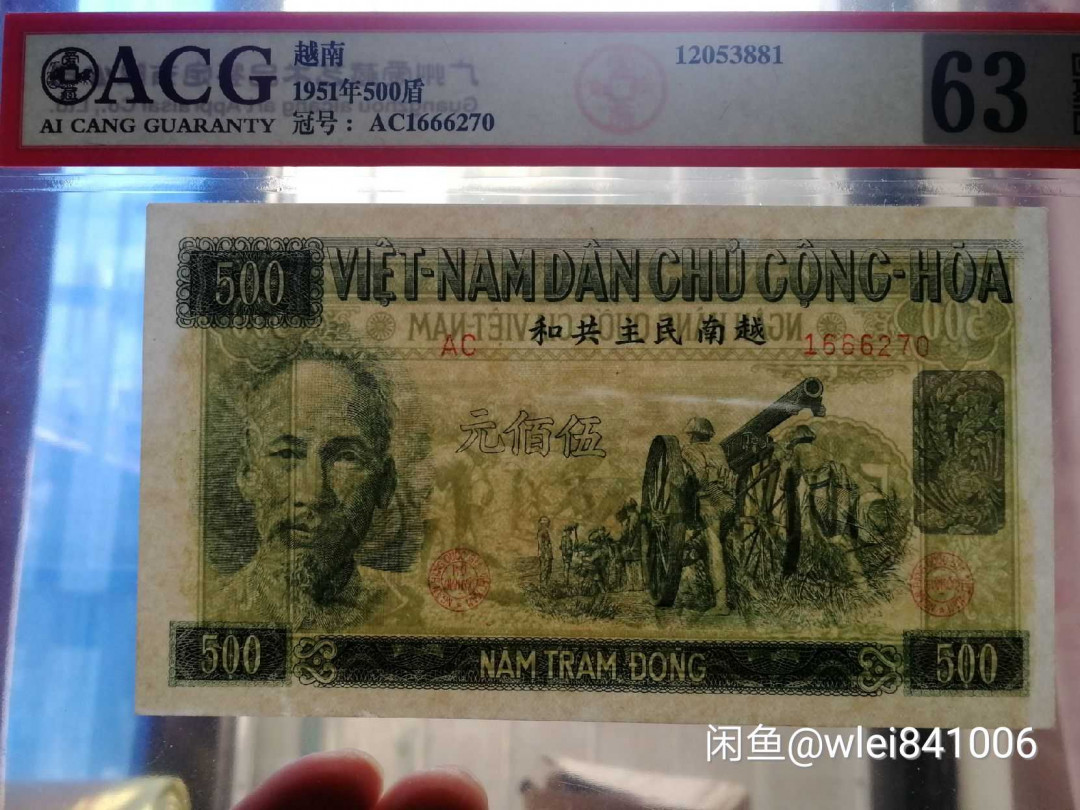 ACG
AI CANG GUARANTY
越南
1951年500盾
冠号：AC1666270
12053881
63
500
VIỆT-NAM DÂN CHỦ CỘNG-HÒA
和共主民南越
AC
1666270
元佰伍
500
NĂM TRĂM ĐỒNG
500
闲鱼@wlei841006